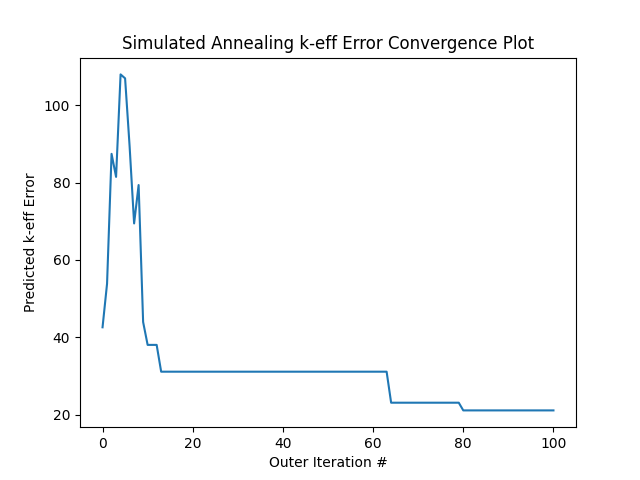 Simulated Annealing k-eff Error Convergence Plot
Predicted k-eff Error
100
80
60
40
20
0 20 40 60 80 100
Outer Iteration #